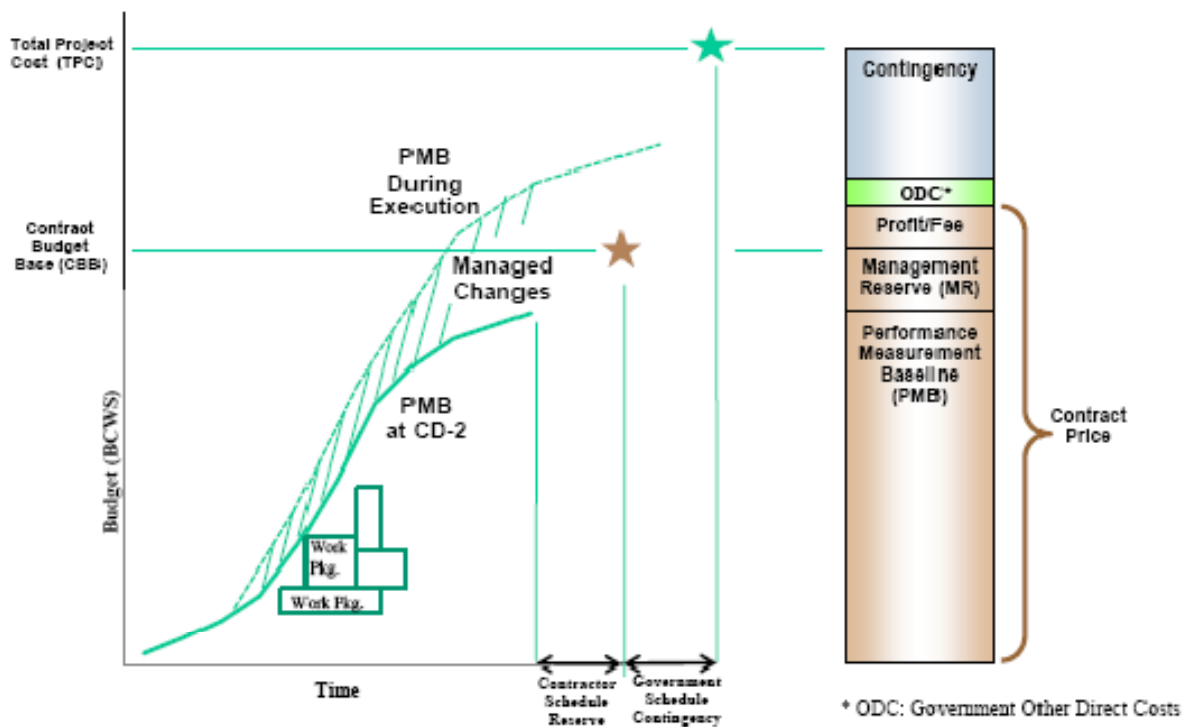 Total Project
Cost (TPC)
Contract
Budget
Base (CBB)
Budget (BCWS)
PMB
During
Execution
Managed
Changes
PMB
at CD-2
Work
Pkg.
Work Pkg.
Time
Contractor
Schedule
Reserve
Government
Schedule
Contingency
Contingency
ODC*
Profit/Fee
Management
Reserve (MR)
Performance
Measurement
Baseline
(PMB)
Contract
Price
* ODC: Government Other Direct Costs